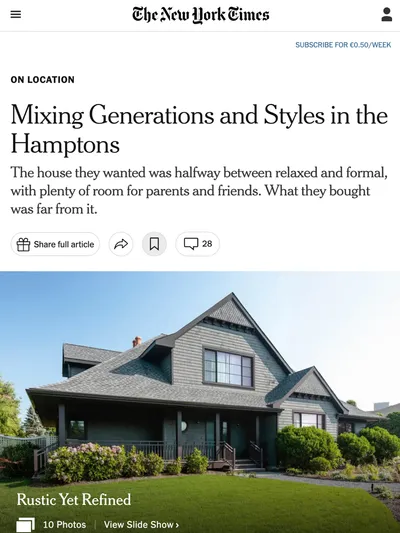 The New York Times
SUBSCRIBE FOR €0.50/WEEK
ON LOCATION
Mixing Generations and Styles in the
Hamptons
The house they wanted was halfway between relaxed and formal,
with plenty of room for parents and friends. What they bought
was far from it.
Share full article
28
Rustic Yet Refined
10 Photos
View Slide Show ›